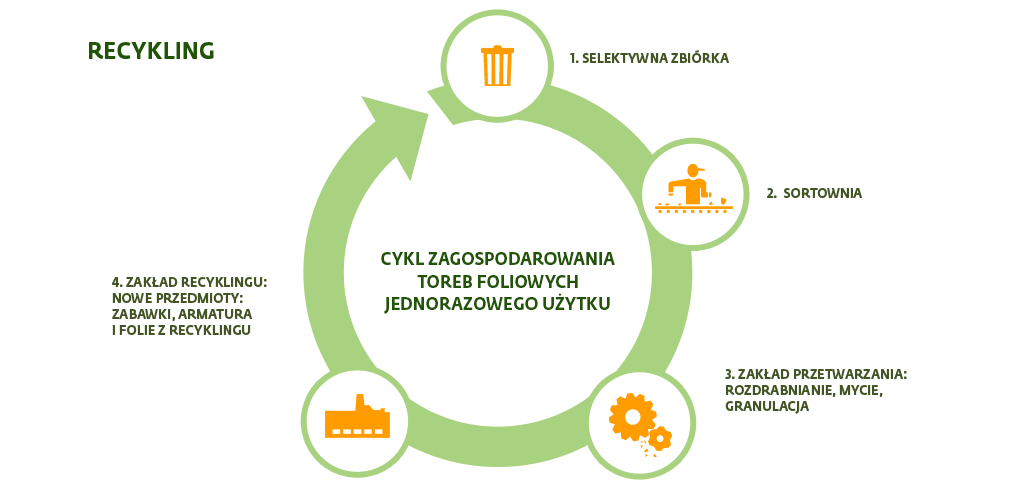 RECYKLING
1. SELEKTYWNA ZBIÓRKA
2. SORTOWNIA
CYKL ZAGOSPODAROWANIA
TOREB FOLIOWYCH
JEDNORAZOWEGO UŻYTKU
3. ZAKŁAD PRZETWARZANIA:
ROZDRABNIANIE, MYCIE,
GRANULACJA
4. ZAKŁAD RECYKLINGU:
NOWE PRZEDMIOTY:
ZABAWKI, ARMATURA
I FOLIE Z RECYKLINGU